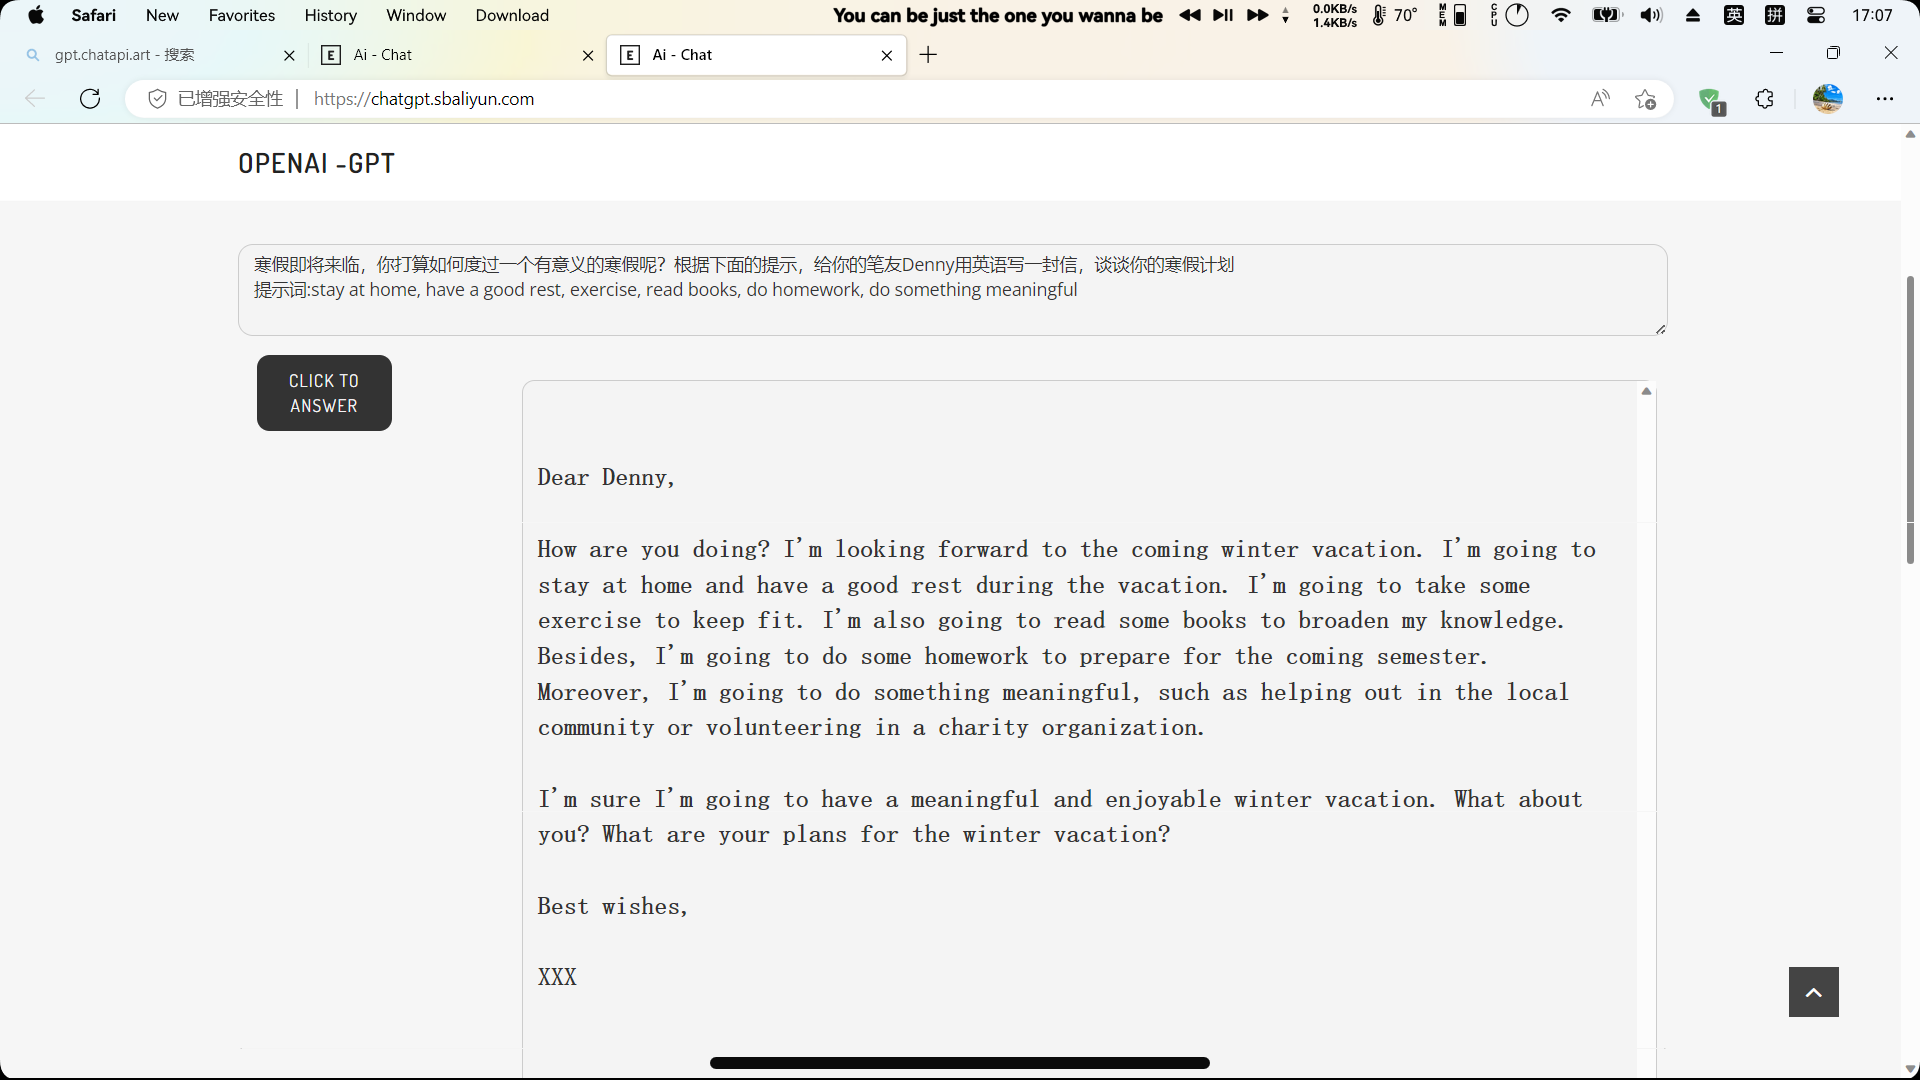 Safari New Favorites History Window Download You can be just the one you wanna be 0.0KB/s 70° MEM CPU 英 拼 17:07
1.4KB/s
gpt.chatapi.art - 搜索 E Ai - Chat E Ai - Chat
已增强安全性 https://chatgpt.sbaliyun.com A 1
OPENAI -GPT
寒假即将来临，你打算如何度过一个有意义的寒假呢？根据下面的提示，给你的笔友Denny用英语写一封信，谈谈你的寒假计划
提示词:stay at home, have a good rest, exercise, read books, do homework, do something meaningful
CLICK TO
ANSWER
Dear Denny,
How are you doing? I'm looking forward to the coming winter vacation. I'm going to
stay at home and have a good rest during the vacation. I'm going to take some
exercise to keep fit. I'm also going to read some books to broaden my knowledge.
Besides, I'm going to do some homework to prepare for the coming semester.
Moreover, I'm going to do something meaningful, such as helping out in the local
community or volunteering in a charity organization.
I'm sure I'm going to have a meaningful and enjoyable winter vacation. What about
you? What are your plans for the winter vacation?
Best wishes,
XXX